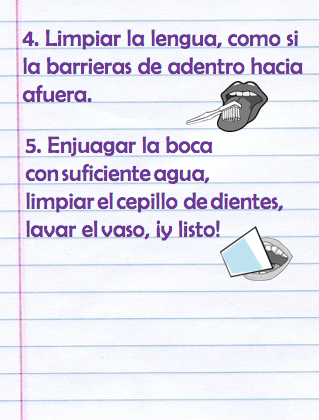 4. Limpiar la lengua, como si
la barrieras de adentro hacia
afuera.
5. Enjuagar la boca
con suficiente agua,
limpiar el cepillo de dientes,
lavar el vaso, ¡y listo!